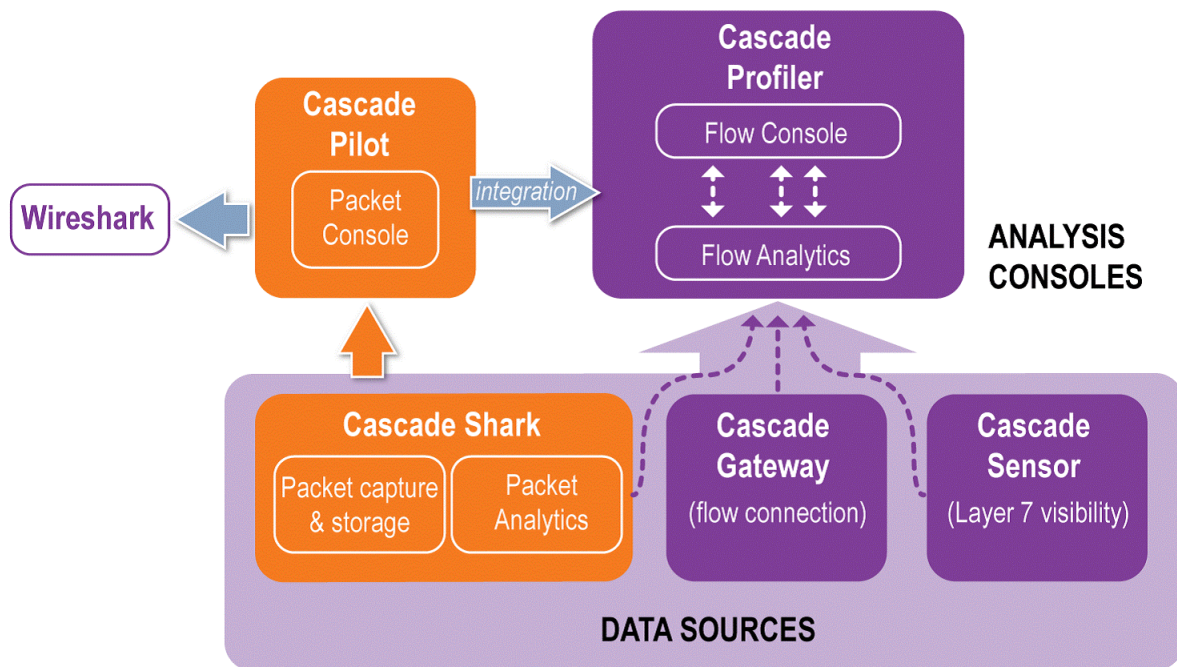 Cascade
Profiler
Flow Console
Flow Analytics
Cascade
Pilot
Packet
Console
integration
Wireshark
ANALYSIS
CONSOLES
Cascade Shark
Packet capture
& storage
Packet
Analytics
Cascade
Gateway
(flow connection)
Cascade
Sensor
(Layer 7 visibility)
DATA SOURCES